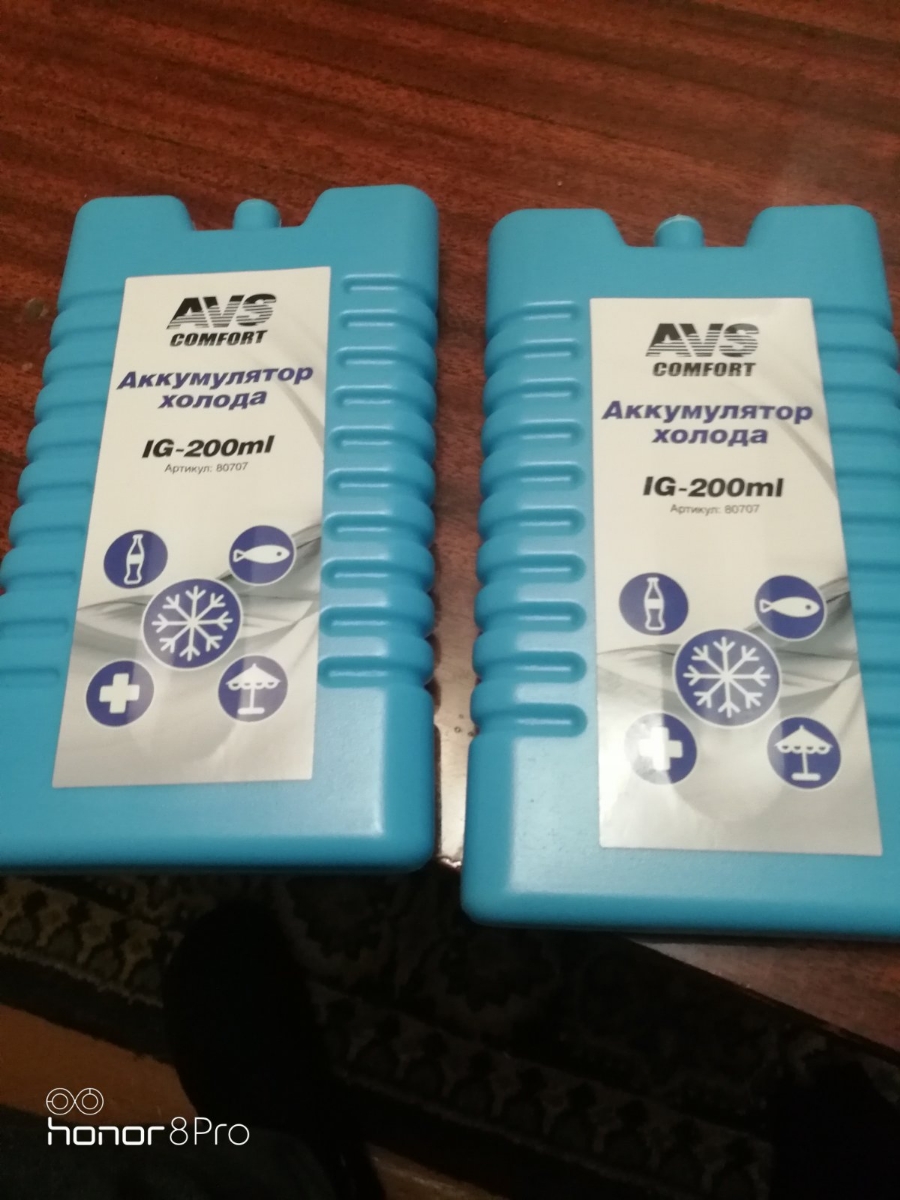 AVS
COMFORT
Аккумулятор
холода
IG-200ml
Артикул: 80707
AVS
COMFORT
Аккумулятор
холода
IG-200ml
Артикул: 80707
honor 8Pro